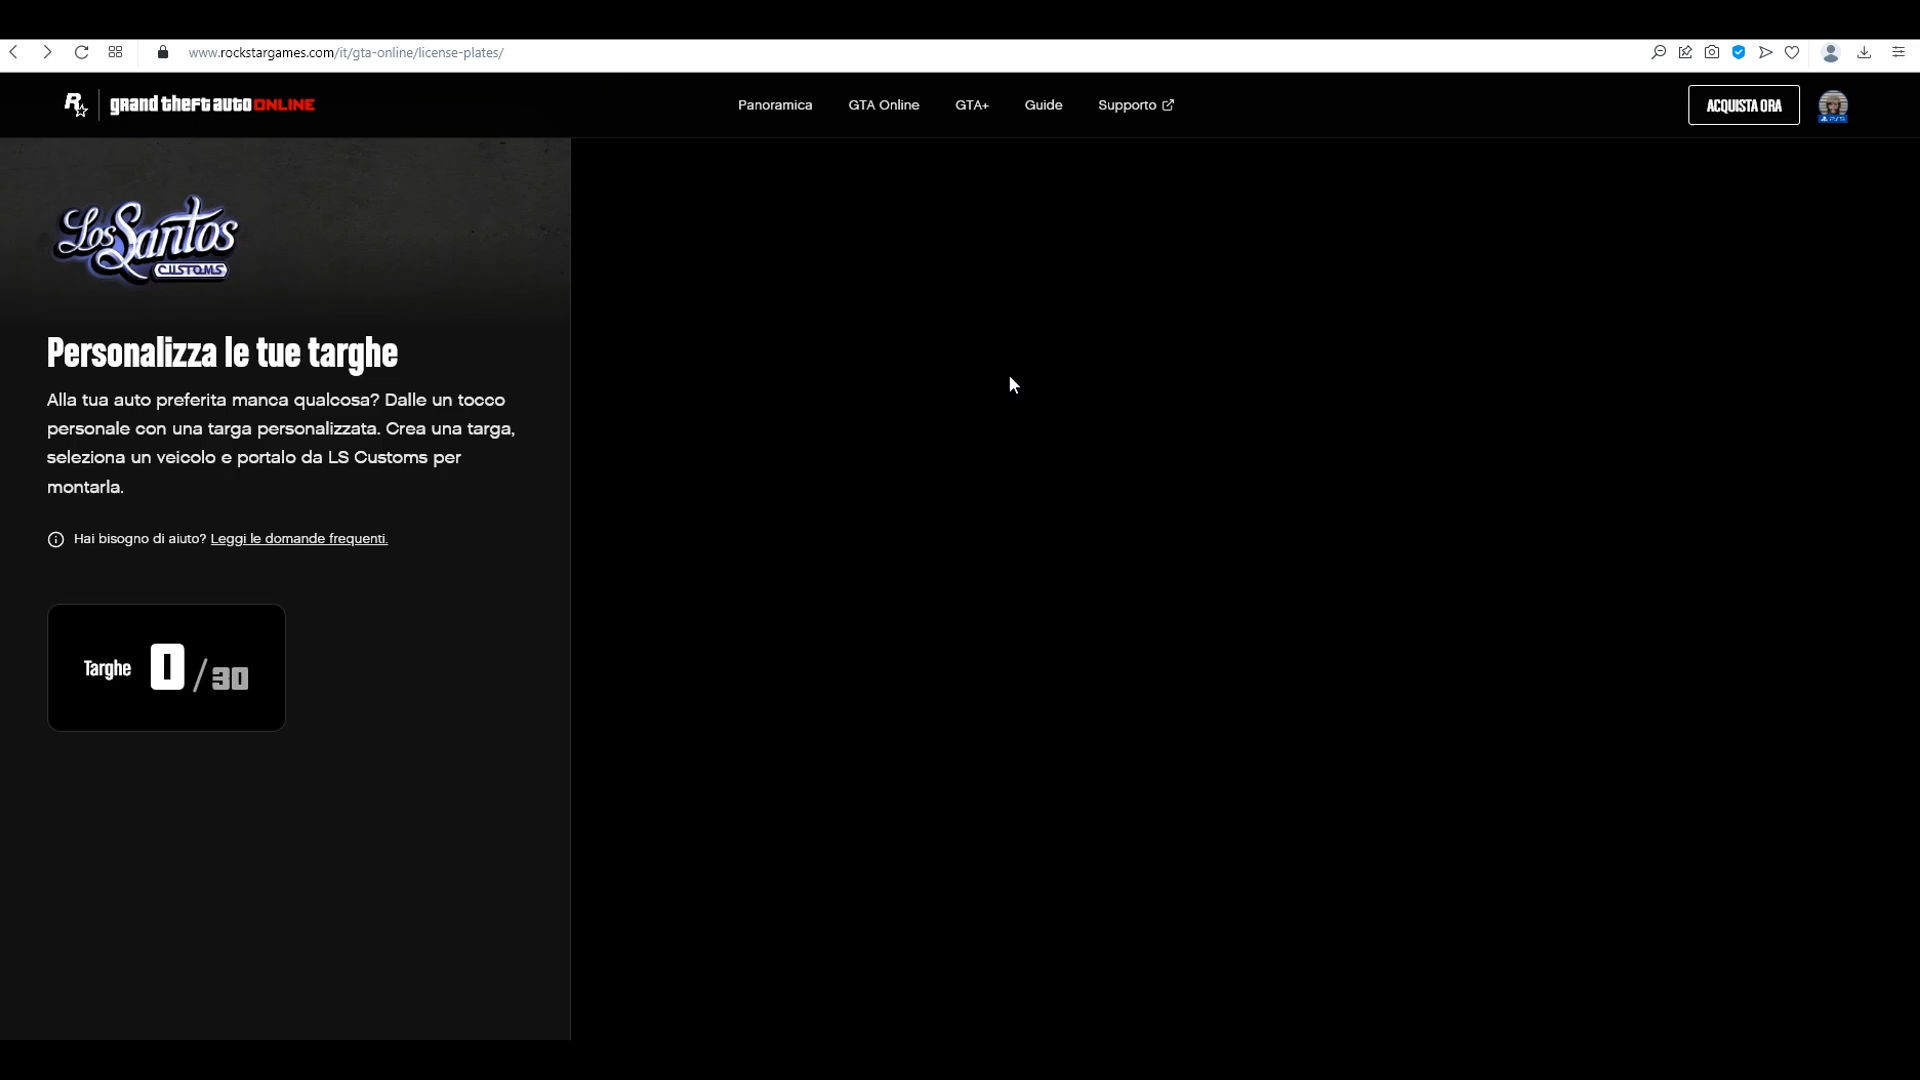 www.rockstargames.com/it/gta-online/license-plates/
R grand theft auto ONLINE
Panoramica
GTA Online
GTA+
Guide
Supporto
ACQUISTA ORA
PS5
Los Santos
CUSTOMS
Personalizza le tue targhe
Alla tua auto preferita manca qualcosa? Dalle un tocco
personale con una targa personalizzata. Crea una targa,
seleziona un veicolo e portalo da LS Customs per
montarla.
Hai bisogno di aiuto? Leggi le domande frequenti.
Targhe 0 / 30